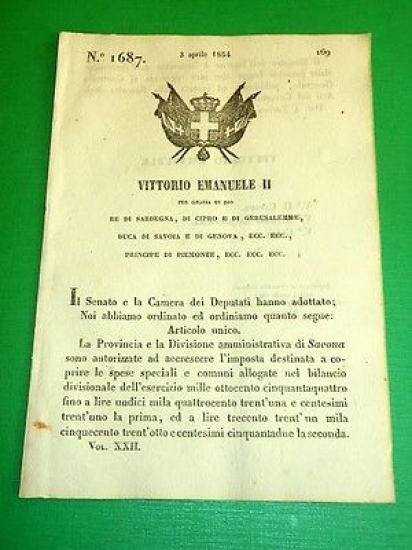 N.° 1687.
3 aprile 1854
169
VITTORIO EMANUELE II
PER GRAZIA DI DIO
RE DI SARDEGNA, DI CIPRO E DI GERUSALEMME,
DUCA DI SAVOIA E DI GENOVA, ECC. ECC.,
PRINCIPE DI PIEMONTE, ECC. ECC. ECC. ;
Il Senato e la Camera dei Deputati hanno adottato;
Noi abbiamo ordinato ed ordiniamo quanto segue:
Articolo unico.
La Provincia e la Divisione amministrativa di Savona
sono autorizzate ad accrescere l'imposta destinata a co-
prire le spese speciali e comuni allogate nel bilancio
divisionale dell'esercizio mille ottocento cinquantaquattro
fino a lire undici mila quattrocento trent'una e centesimi
trent'uno la prima, ed a lire trecento trent'un mila
cinquecento trent'otto e centesimi cinquantadue la seconda.
Vol. XXII.